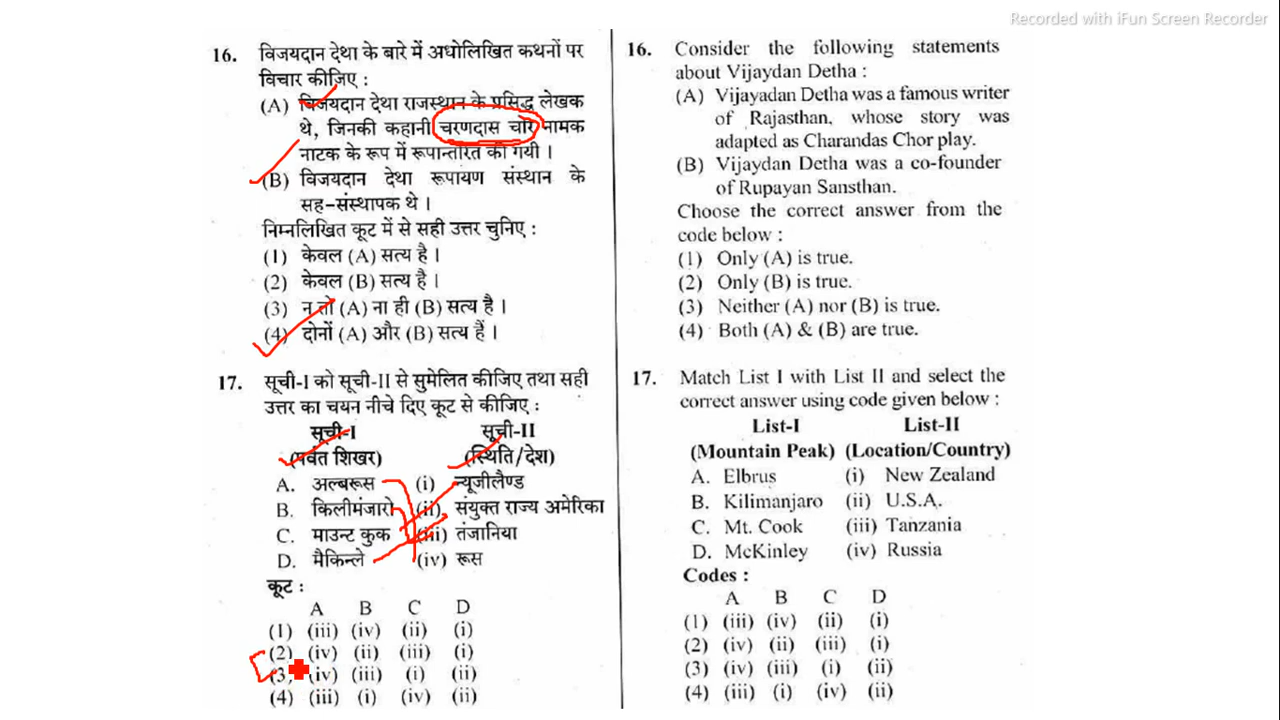 Recorded with iFun Screen Recorder
16. विजयदान देथा के बारे में अधोलिखित कथनों पर
विचार कीजिए :
(A) विजयदान देथा राजस्थान के प्रसिद्ध लेखक
थे, जिनकी कहानी चरणदास चोर नामक
नाटक के रूप में रूपान्तरित की गयी ।
(B) विजयदान देथा रूपायण संस्थान के
सह-संस्थापक थे ।
निम्नलिखित कूट में से सही उत्तर चुनिए :
(1) केवल (A) सत्य है ।
(2) केवल (B) सत्य है ।
(3) न तो (A) ना ही (B) सत्य है ।
(4) दोनों (A) और (B) सत्य हैं ।
17. सूची-I को सूची-II से सुमेलित कीजिए तथा सही
उत्तर का चयन नीचे दिए कूट से कीजिए :
सूची-I सूची-II
(पर्वत शिखर) (स्थिति/देश)
A. अल्बरूस (i) न्यूजीलैण्ड
B. किलीमंजारो (ii) संयुक्त राज्य अमेरिका
C. माउन्ट कुक (iii) तंजानिया
D. मैकिन्ले (iv) रूस
कूट :
A B C D
(1) (iii) (iv) (ii) (i)
(2) (iv) (ii) (iii) (i)
(3) (iv) (iii) (i) (ii)
(4) (iii) (i) (iv) (ii)
16. Consider the following statements
about Vijaydan Detha :
(A) Vijayadan Detha was a famous writer
of Rajasthan, whose story was
adapted as Charandas Chor play.
(B) Vijaydan Detha was a co-founder
of Rupayan Sansthan.
Choose the correct answer from the
code below :
(1) Only (A) is true.
(2) Only (B) is true.
(3) Neither (A) nor (B) is true.
(4) Both (A) & (B) are true.
17. Match List I with List II and select the
correct answer using code given below :
List-I List-II
(Mountain Peak) (Location/Country)
A. Elbrus (i) New Zealand
B. Kilimanjaro (ii) U.S.A.
C. Mt. Cook (iii) Tanzania
D. McKinley (iv) Russia
Codes :
A B C D
(1) (iii) (iv) (ii) (i)
(2) (iv) (ii) (iii) (i)
(3) (iv) (iii) (i) (ii)
(4) (iii) (i) (iv) (ii)